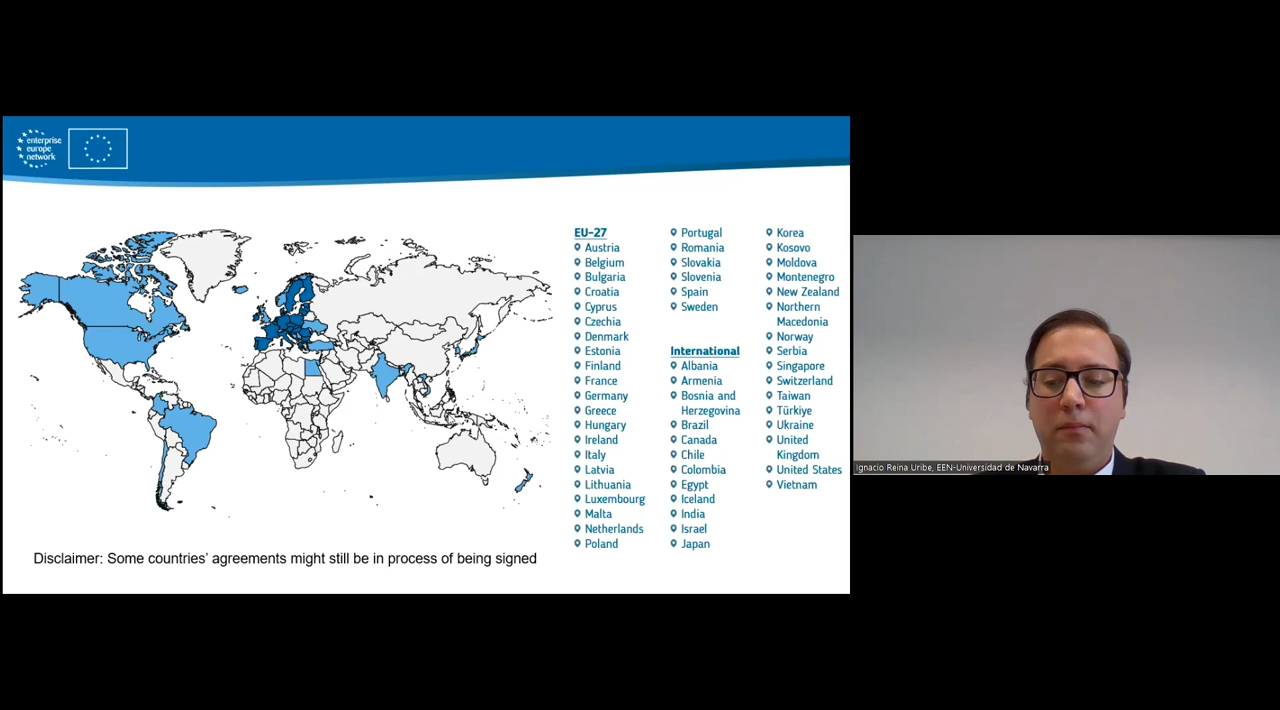 enterprise
europe
network
EU-27
Austria
Belgium
Bulgaria
Croatia
Cyprus
Czechia
Denmark
Estonia
Finland
France
Germany
Greece
Hungary
Ireland
Italy
Latvia
Lithuania
Luxembourg
Malta
Netherlands
Poland
Portugal
Romania
Slovakia
Slovenia
Spain
Sweden
International
Albania
Armenia
Bosnia and
Herzegovina
Brazil
Canada
Chile
Colombia
Egypt
Iceland
India
Israel
Japan
Korea
Kosovo
Moldova
Montenegro
New Zealand
Northern
Macedonia
Norway
Serbia
Singapore
Switzerland
Taiwan
Türkiye
Ukraine
United
Kingdom
United States
Vietnam
Disclaimer: Some countries' agreements might still be in process of being signed
Ignacio Reina Uribe, EEN-Universidad de Navarra